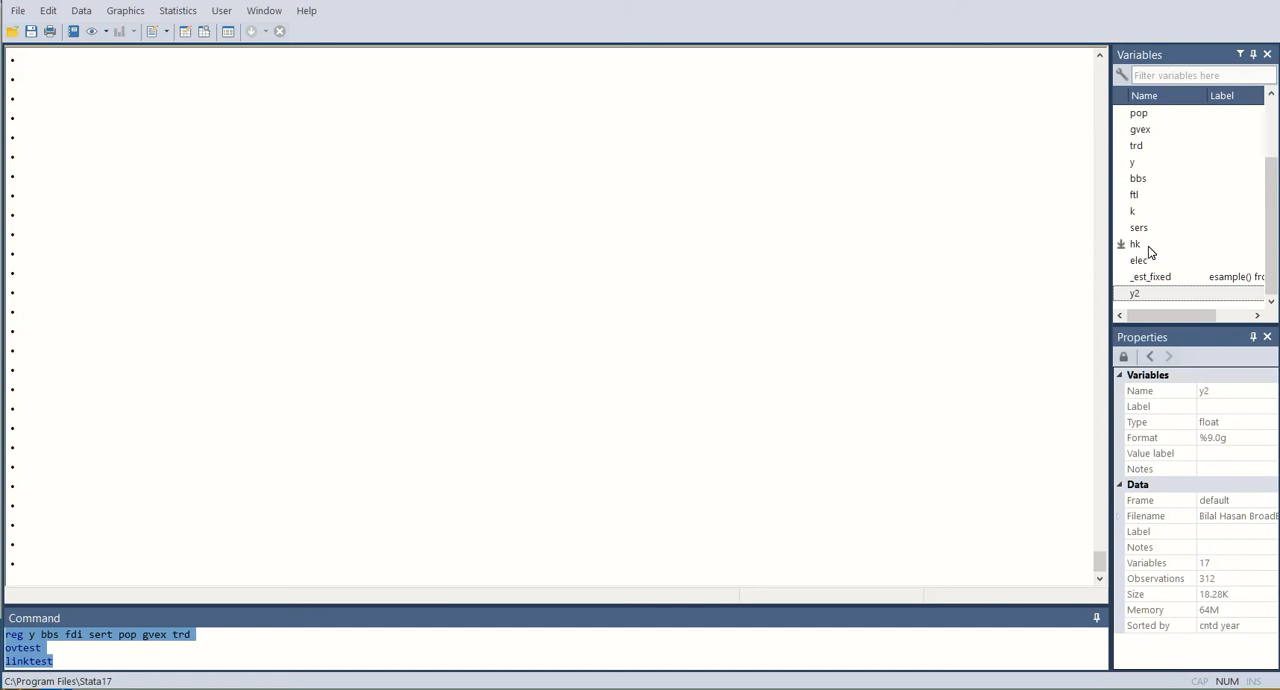 File Edit Data Graphics Statistics User Window Help
Variables
Filter variables here
Name Label
pop
gvex
trd
y
bbs
ftl
k
sers
hk
elec
_est_fixed esample() fro
y2
Properties
Variables
Name y2
Label
Type float
Format %9.0g
Value label
Notes
Data
Frame default
Filename Bilal Hasan BroadB
Label
Notes
Variables 17
Observations 312
Size 18.28K
Memory 64M
Sorted by cntd year
Command
reg y bbs fdi sert pop gvex trd
ovtest
linktest
C:\Program Files\Stata17
CAP NUM INS